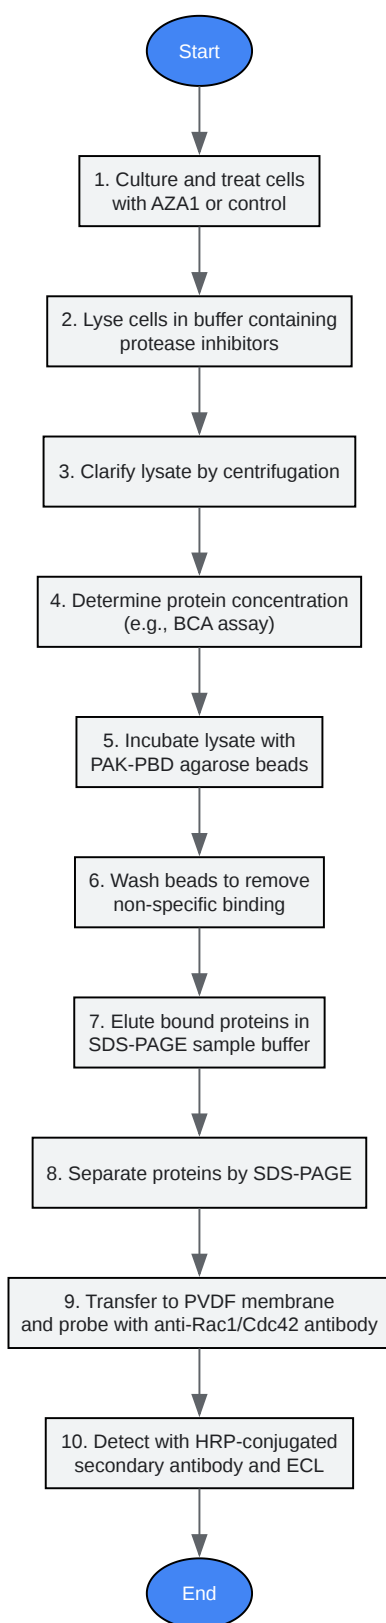 Start
1. Culture and treat cells
with AZA1 or control
2. Lyse cells in buffer containing
protease inhibitors
3. Clarify lysate by centrifugation
4. Determine protein concentration
(e.g., BCA assay)
5. Incubate lysate with
PAK-PBD agarose beads
6. Wash beads to remove
non-specific binding
7. Elute bound proteins in
SDS-PAGE sample buffer
8. Separate proteins by SDS-PAGE
9. Transfer to PVDF membrane
and probe with anti-Rac1/Cdc42 antibody
10. Detect with HRP-conjugated
secondary antibody and ECL
End